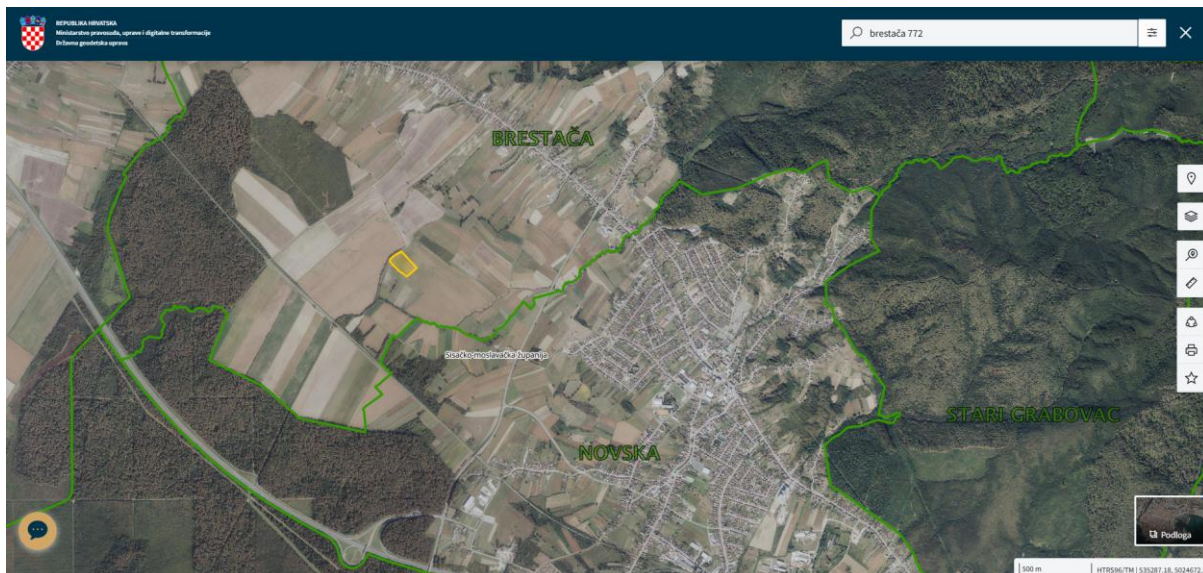 REPUBLIKA HRVATSKA
Ministarstvo pravosuđa, uprave i digitalne transformacije
Državna geodetska uprava
brestača 772
BRESTAČA
Sisačko-moslavačka županija
STARI GRABOVAC
NOVSKA
Podloga
500 m
HTRS96/TM | 535287.18, 5024672